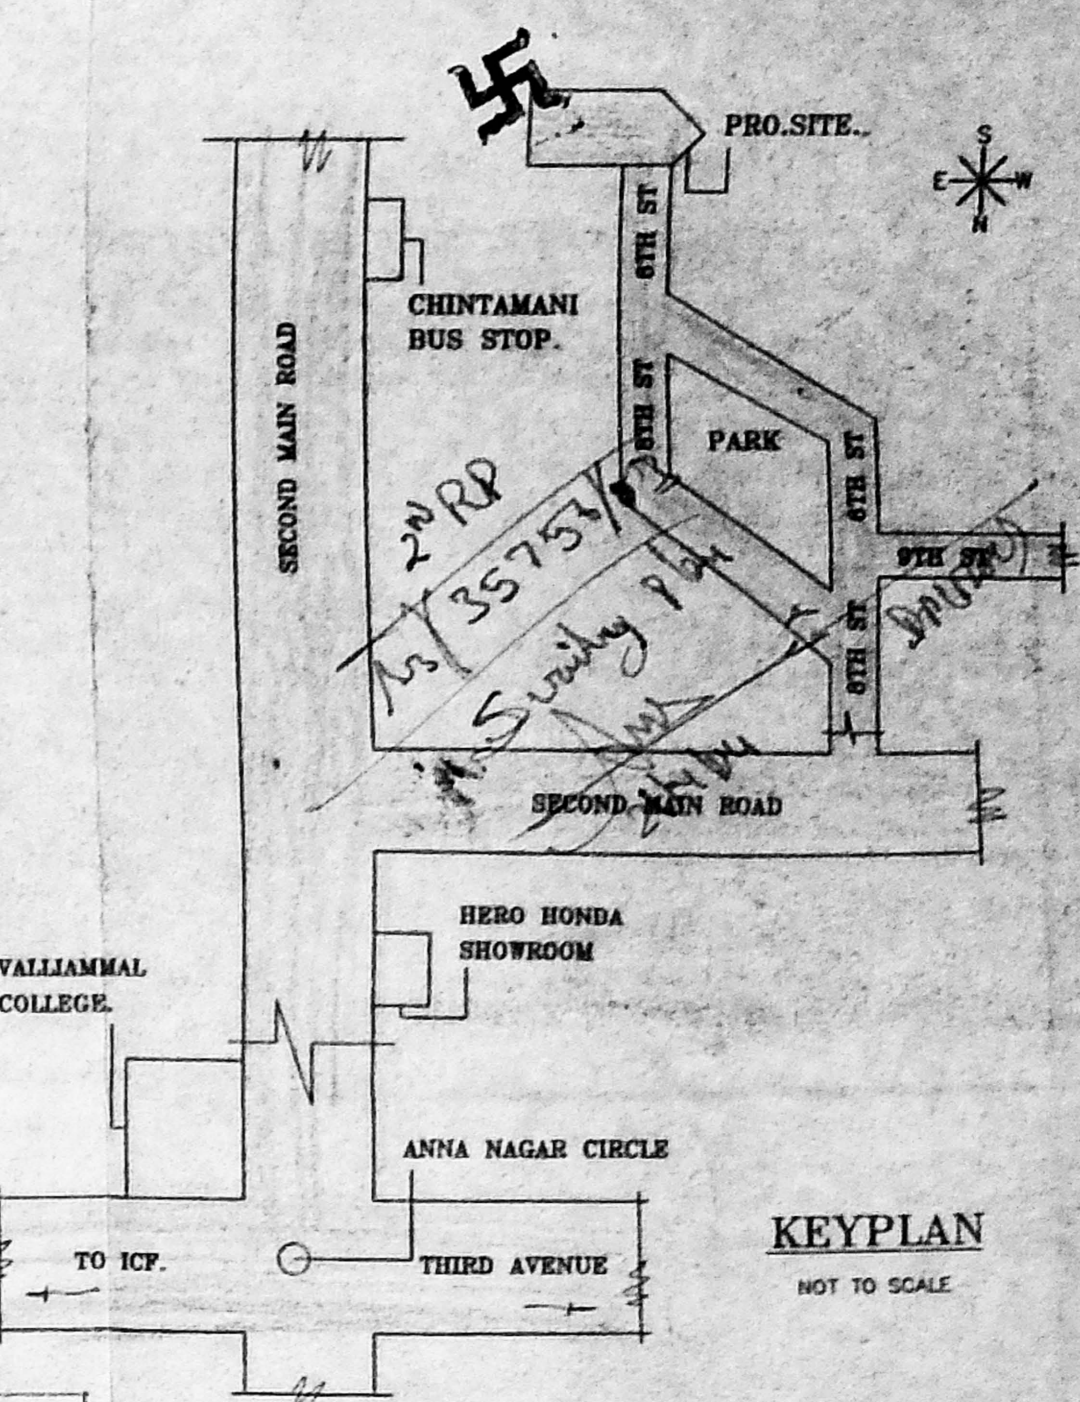 PRO.SITE.
S
E W
N
6TH ST
CHINTAMANI
BUS STOP.
SECOND MAIN ROAD
6TH ST
PARK
6TH ST
2ND RP
35753/03
9TH ST
6TH ST
SECOND MAIN ROAD
HERO HONDA
SHOWROOM
VALLIAMMAL
COLLEGE.
ANNA NAGAR CIRCLE
KEYPLAN
TO ICF.
THIRD AVENUE
NOT TO SCALE